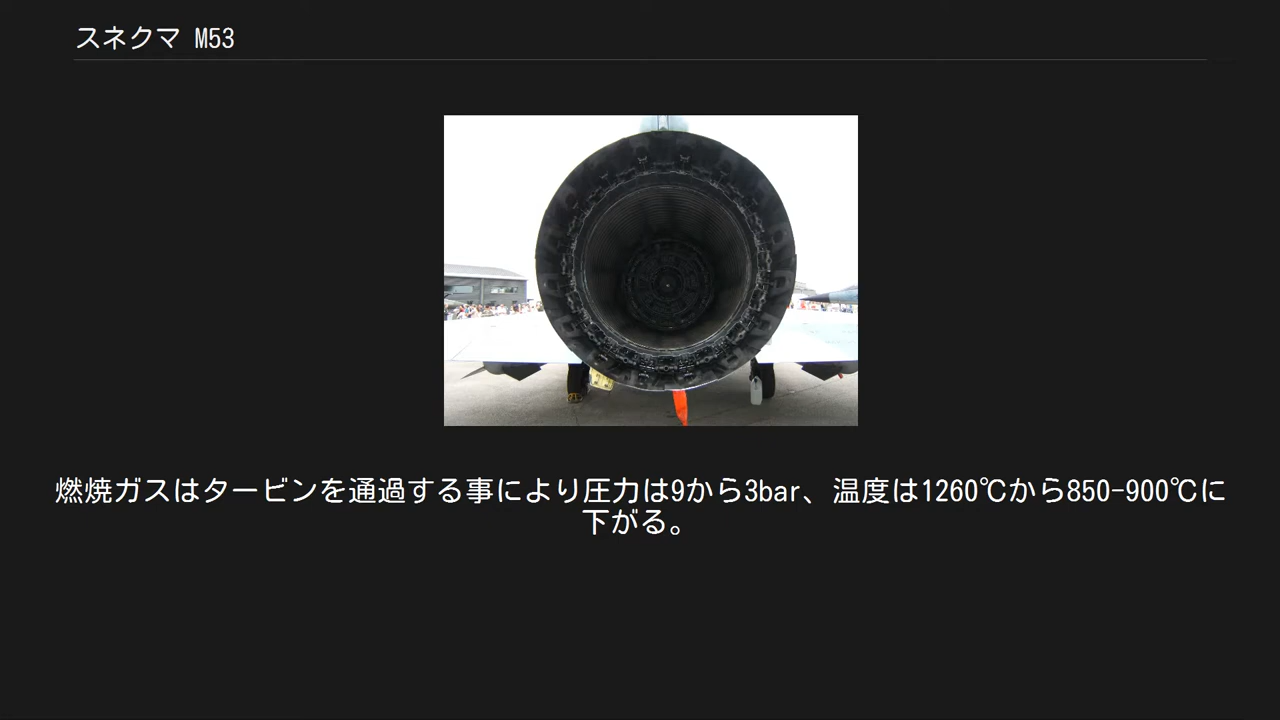 スネクマ M53
燃焼ガスはタービンを通過する事により圧力は9から3bar、温度は1260℃から850-900℃に
下がる。